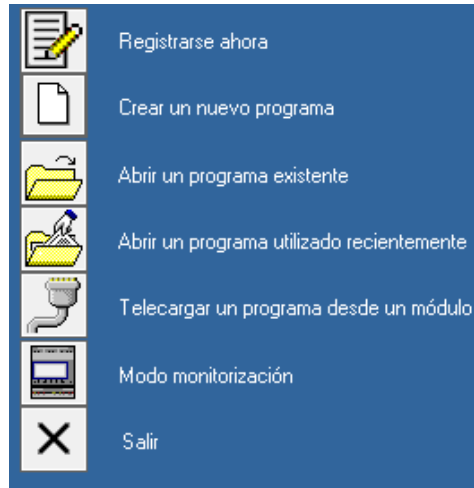 Registrarse ahora
Crear un nuevo programa
Abrir un programa existente
Abrir un programa utilizado recientemente
Telecargar un programa desde un módulo
Modo monitorización
Salir